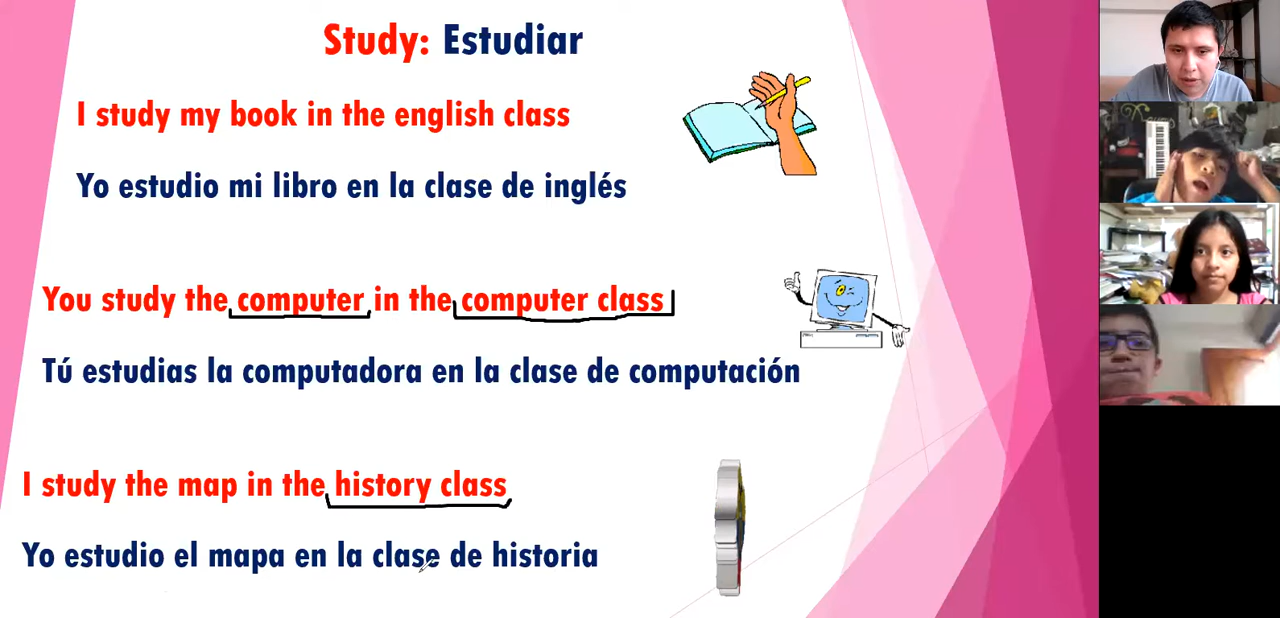 Study: Estudiar
I study my book in the english class
Yo estudio mi libro en la clase de inglés
You study the computer in the computer class
Tú estudias la computadora en la clase de computación
I study the map in the history class
Yo estudio el mapa en la clase de historia